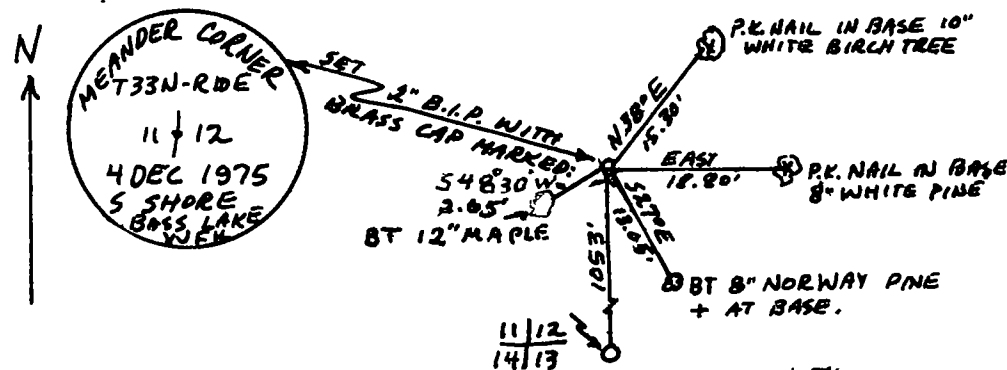 N
MEANDER CORNER
T33N-R10E
11 12
4 DEC 1975
S SHORE
BASS LAKE
SET
2" B.I.P. WITH
BRASS CAP MARKED:
S48°30'W
2.65'
BT 12" MAPLE
N38°E
15.30'
P.K. NAIL IN BASE 10"
WHITE BIRCH TREE
EAST
18.80'
P.K. NAIL IN BASE
8" WHITE PINE
S27°E
BT 8" NORWAY PINE
+ AT BASE.
1053'
11 12
14 13